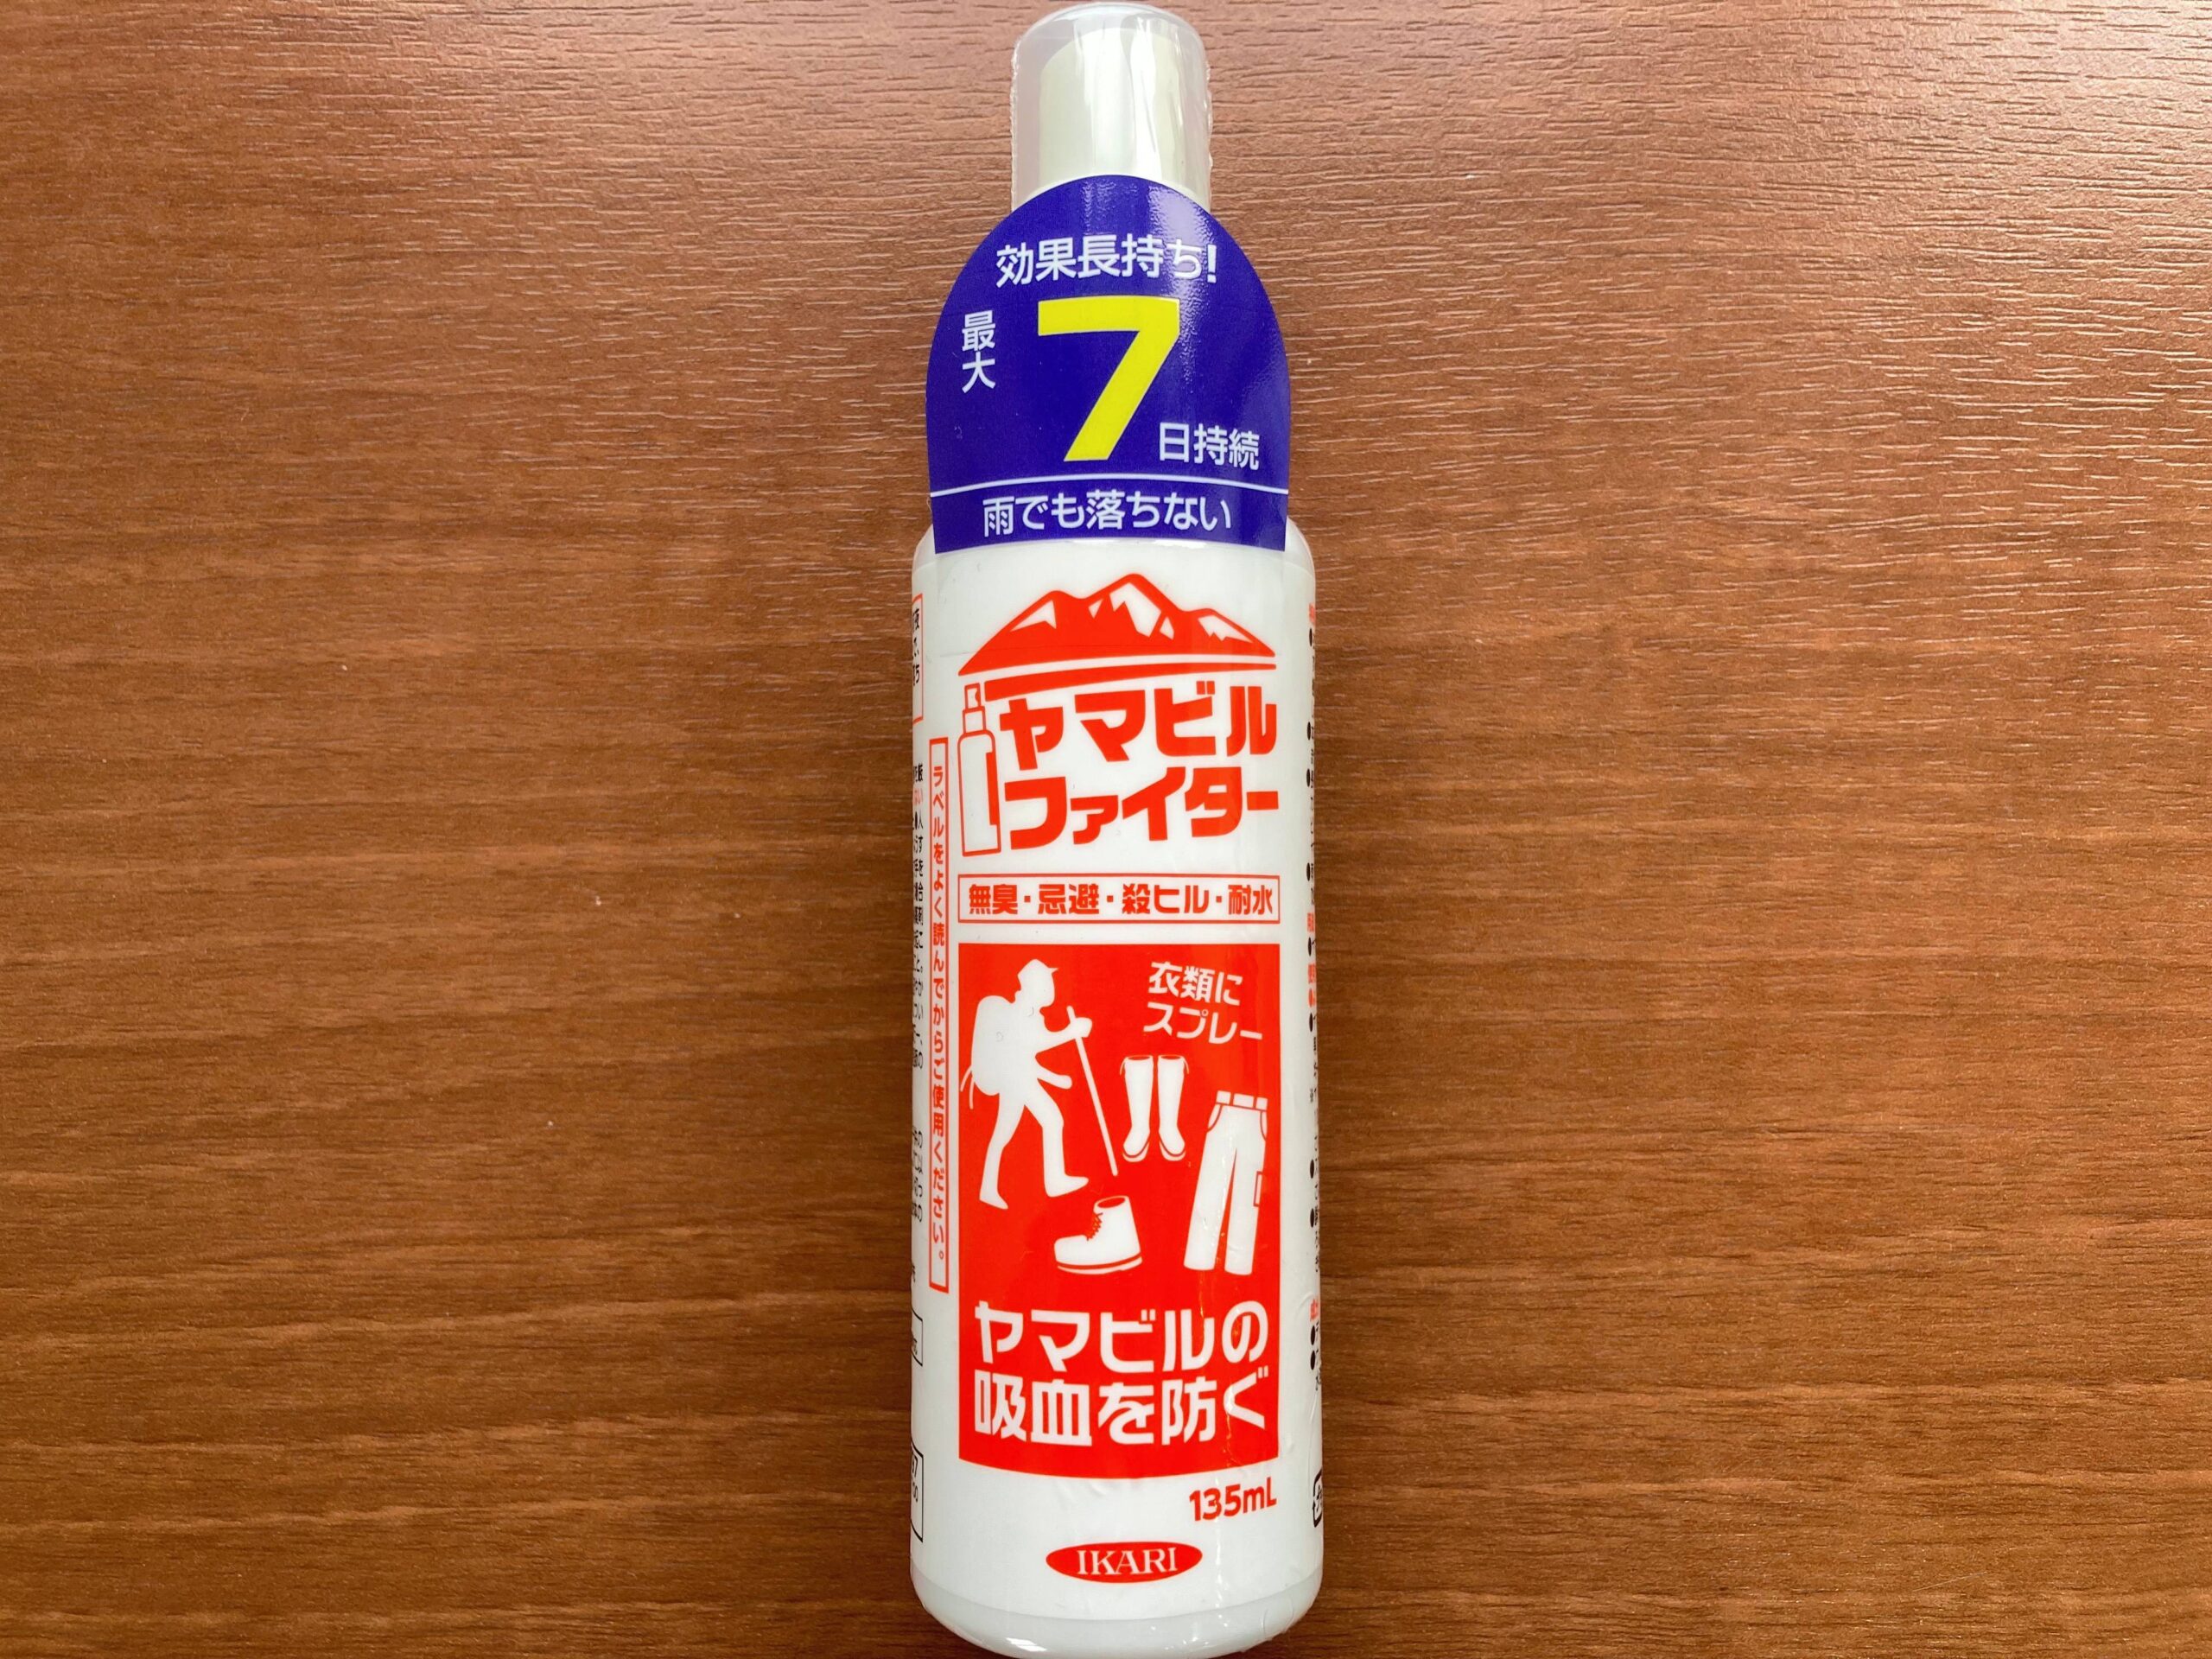 効果長持ち!
最大
7日持続
雨でも落ちない
ヤマビル
ファイター
無臭・忌避・殺ヒル・耐水
ラベルをよく読んでからご使用ください。
衣類に
スプレー
ヤマビルの
吸血を防ぐ
135mL
IKARI